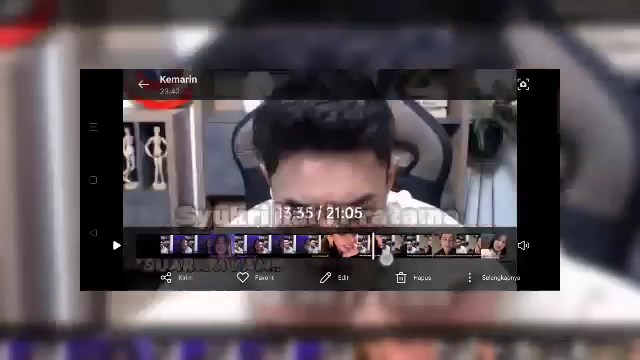 Kemarin
23.42
13:35 / 21:05
Kirim
Favorit
Edit
Hapus
Selengkapnya